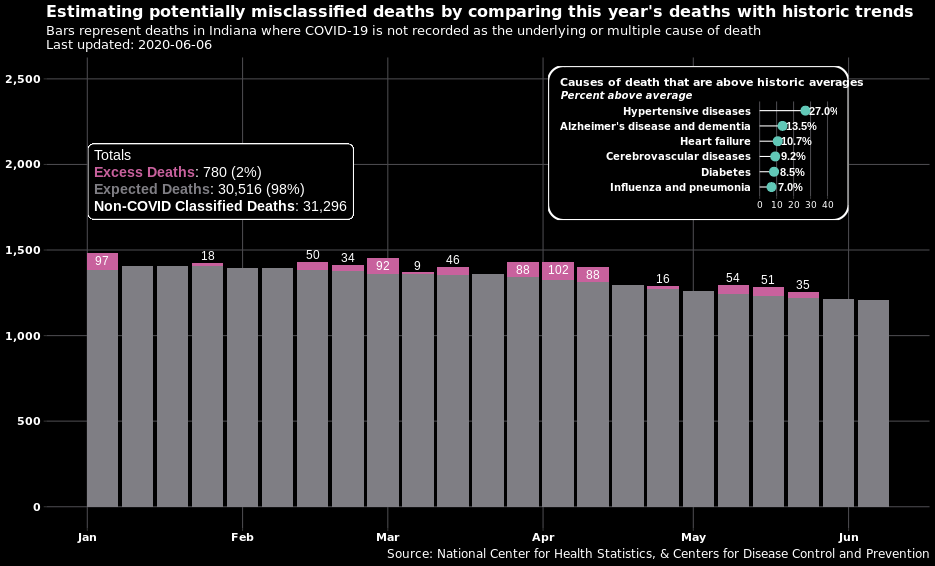 Estimating potentially misclassified deaths by comparing this year's deaths with historic trends
Bars represent deaths in Indiana where COVID-19 is not recorded as the underlying or multiple cause of death
Last updated: 2020-06-06
2,500
2,000
1,500
1,000
500
0
Totals
Excess Deaths: 780 (2%)
Expected Deaths: 30,516 (98%)
Non-COVID Classified Deaths: 31,296
Causes of death that are above historic averages
Percent above average
Hypertensive diseases 27.0%
Alzheimer's disease and dementia 13.5%
Heart failure 10.7%
Cerebrovascular diseases 9.2%
Diabetes 8.5%
Influenza and pneumonia 7.0%
0 10 20 30 40
97 18 50 34 92 9 46 88 102 88 16 54 51 35
Jan Feb Mar Apr May Jun
Source: National Center for Health Statistics, & Centers for Disease Control and Prevention